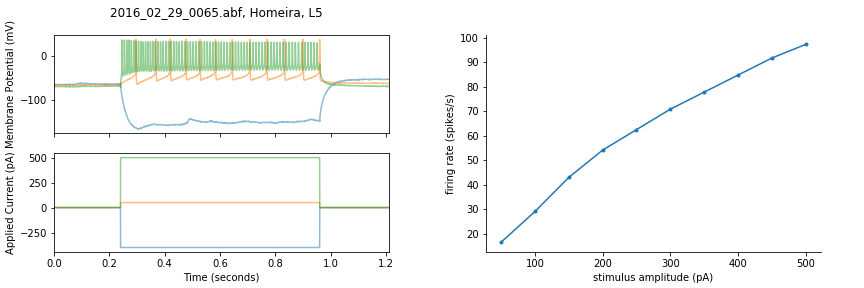 2016_02_29_0065.abf, Homeira, L5
Membrane Potential (mV)
0
−100
Applied Current (pA)
500
250
0
−250
0.0 0.2 0.4 0.6 0.8 1.0 1.2
Time (seconds)
firing rate (spikes/s)
100
90
80
70
60
50
40
30
20
100 200 300 400 500
stimulus amplitude (pA)